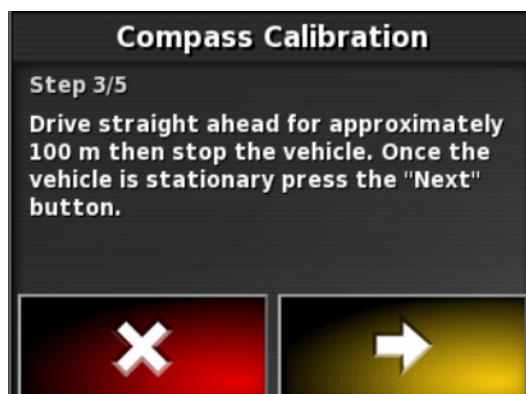 Compass Calibration
Step 3/5
Drive straight ahead for approximately
100 m then stop the vehicle. Once the
vehicle is stationary press the "Next"
button.